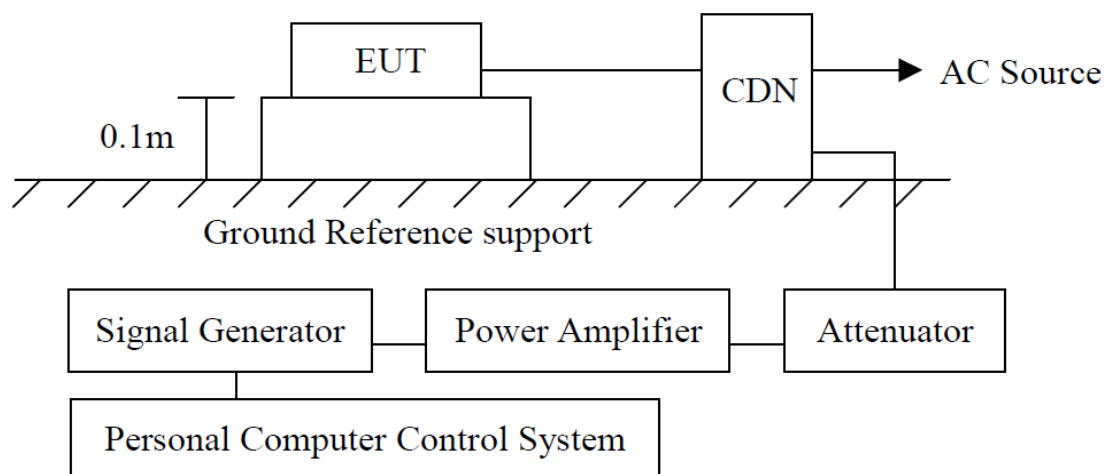 EUT
CDN
AC Source
0.1m
Ground Reference support
Signal Generator
Power Amplifier
Attenuator
Personal Computer Control System